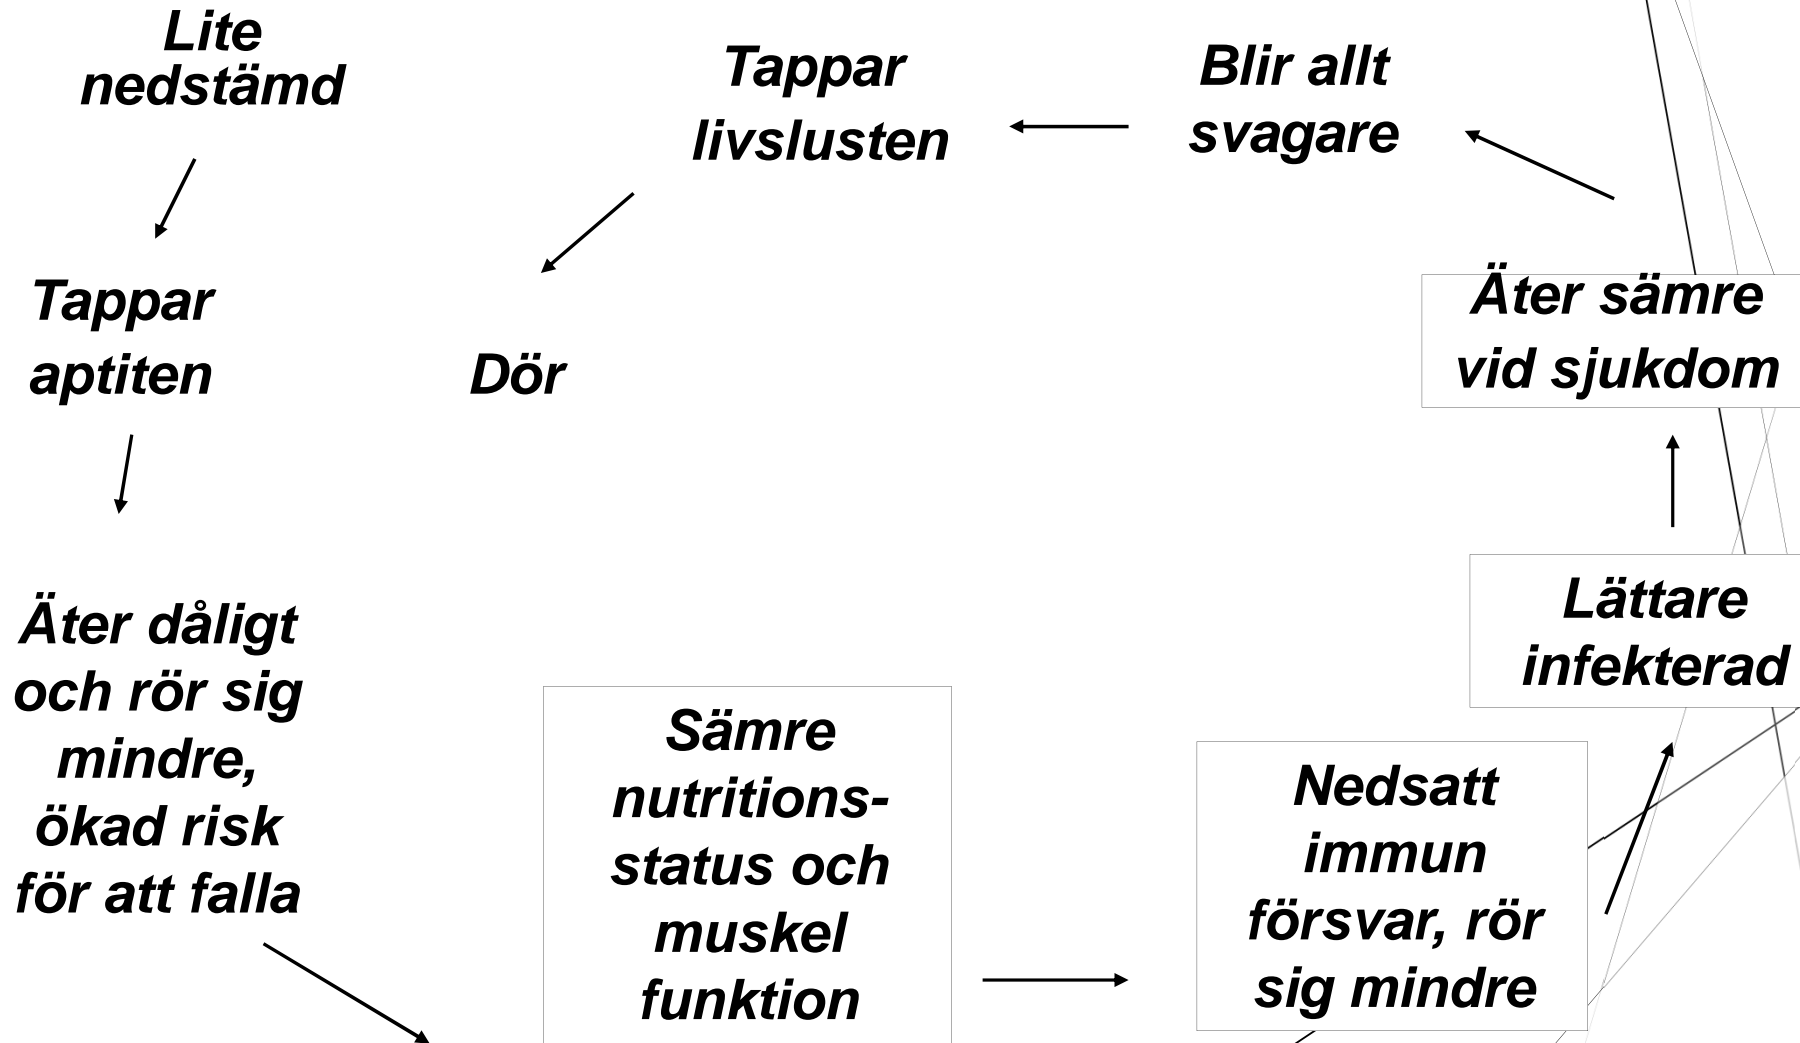 Lite
nedstämd
Tappar
aptiten
Äter dåligt
och rör sig
mindre,
ökad risk
för att falla
Sämre
nutritions-
status och
muskel
funktion
Nedsatt
immun
försvar, rör
sig mindre
Lättare
infekterad
Äter sämre
vid sjukdom
Blir allt
svagare
Tappar
livslusten
Dör